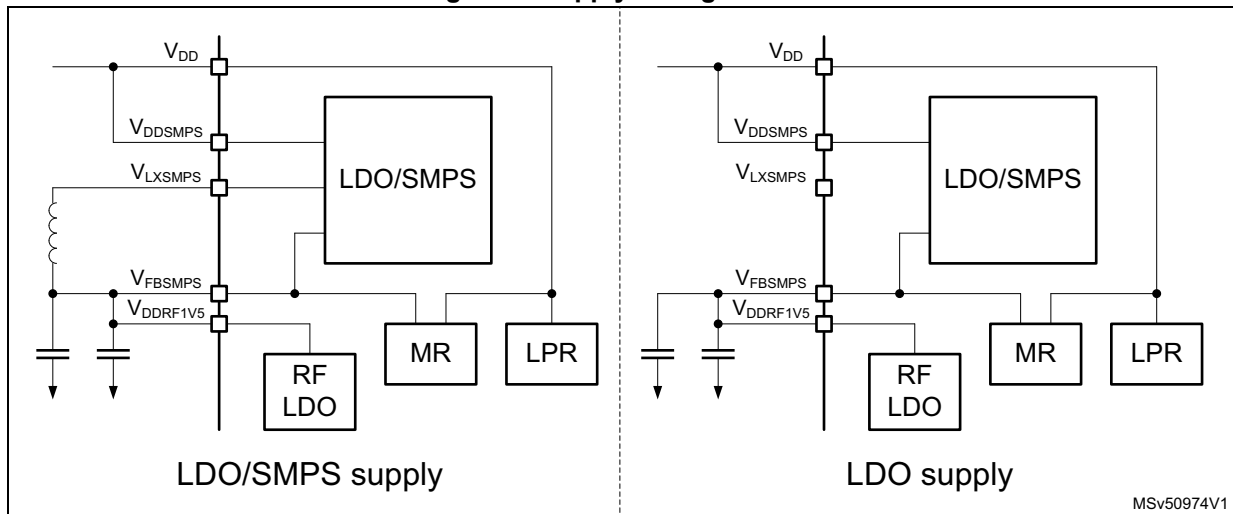 V_DD
V_DDSMPS
V_LXSMPS
LDO/SMPS
V_FBSMPS
V_DDRF1V5
MR
LPR
RF
LDO
LDO/SMPS supply
V_DD
V_DDSMPS
V_LXSMPS
LDO/SMPS
V_FBSMPS
V_DDRF1V5
MR
LPR
RF
LDO
LDO supply
MSv50974V1